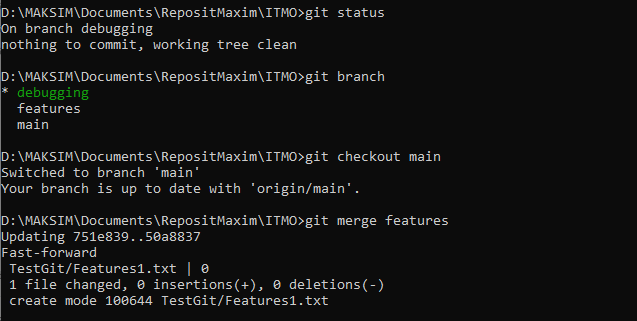 D:\MAKSIM\Documents\RepositMaxim\ITMO>git status
On branch debugging
nothing to commit, working tree clean
D:\MAKSIM\Documents\RepositMaxim\ITMO>git branch
* debugging
features
main
D:\MAKSIM\Documents\RepositMaxim\ITMO>git checkout main
Switched to branch 'main'
Your branch is up to date with 'origin/main'.
D:\MAKSIM\Documents\RepositMaxim\ITMO>git merge features
Updating 751e839..50a8837
Fast-forward
TestGit/Features1.txt | 0
1 file changed, 0 insertions(+), 0 deletions(-)
create mode 100644 TestGit/Features1.txt